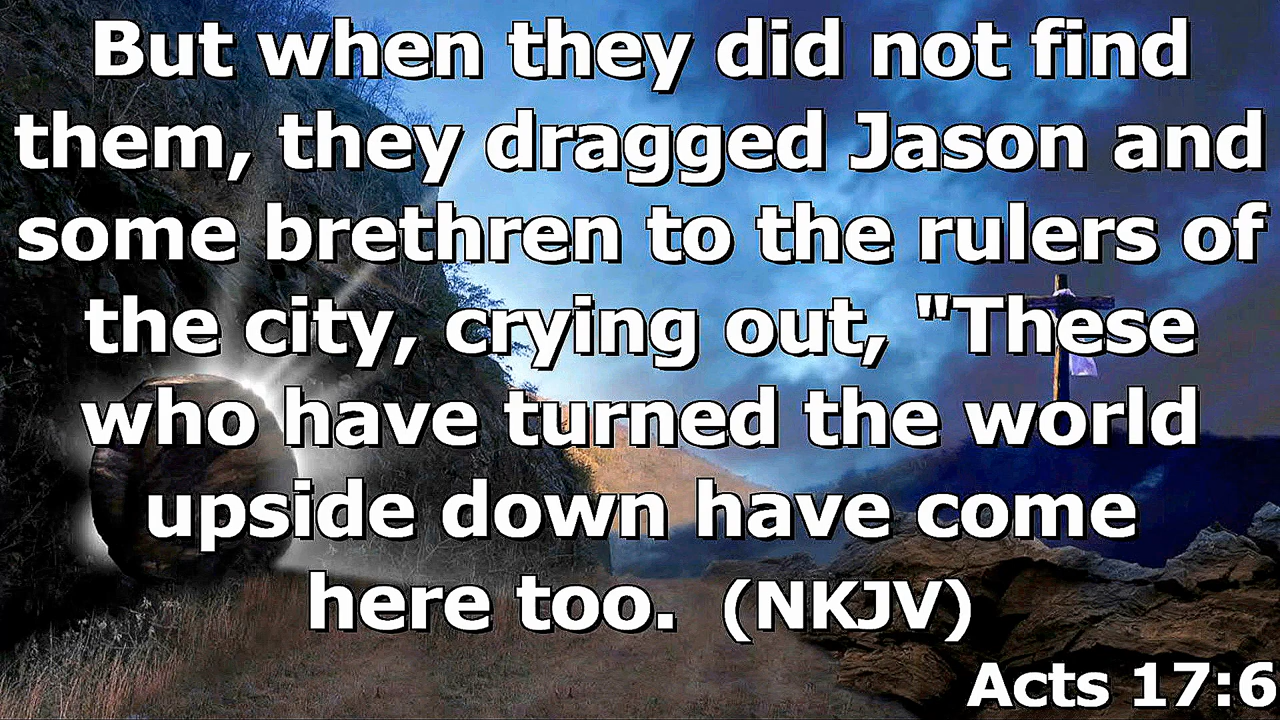 But when they did not find
them, they dragged Jason and
some brethren to the rulers of
the city, crying out, "These
who have turned the world
upside down have come
here too.  (NKJV)
Acts 17:6